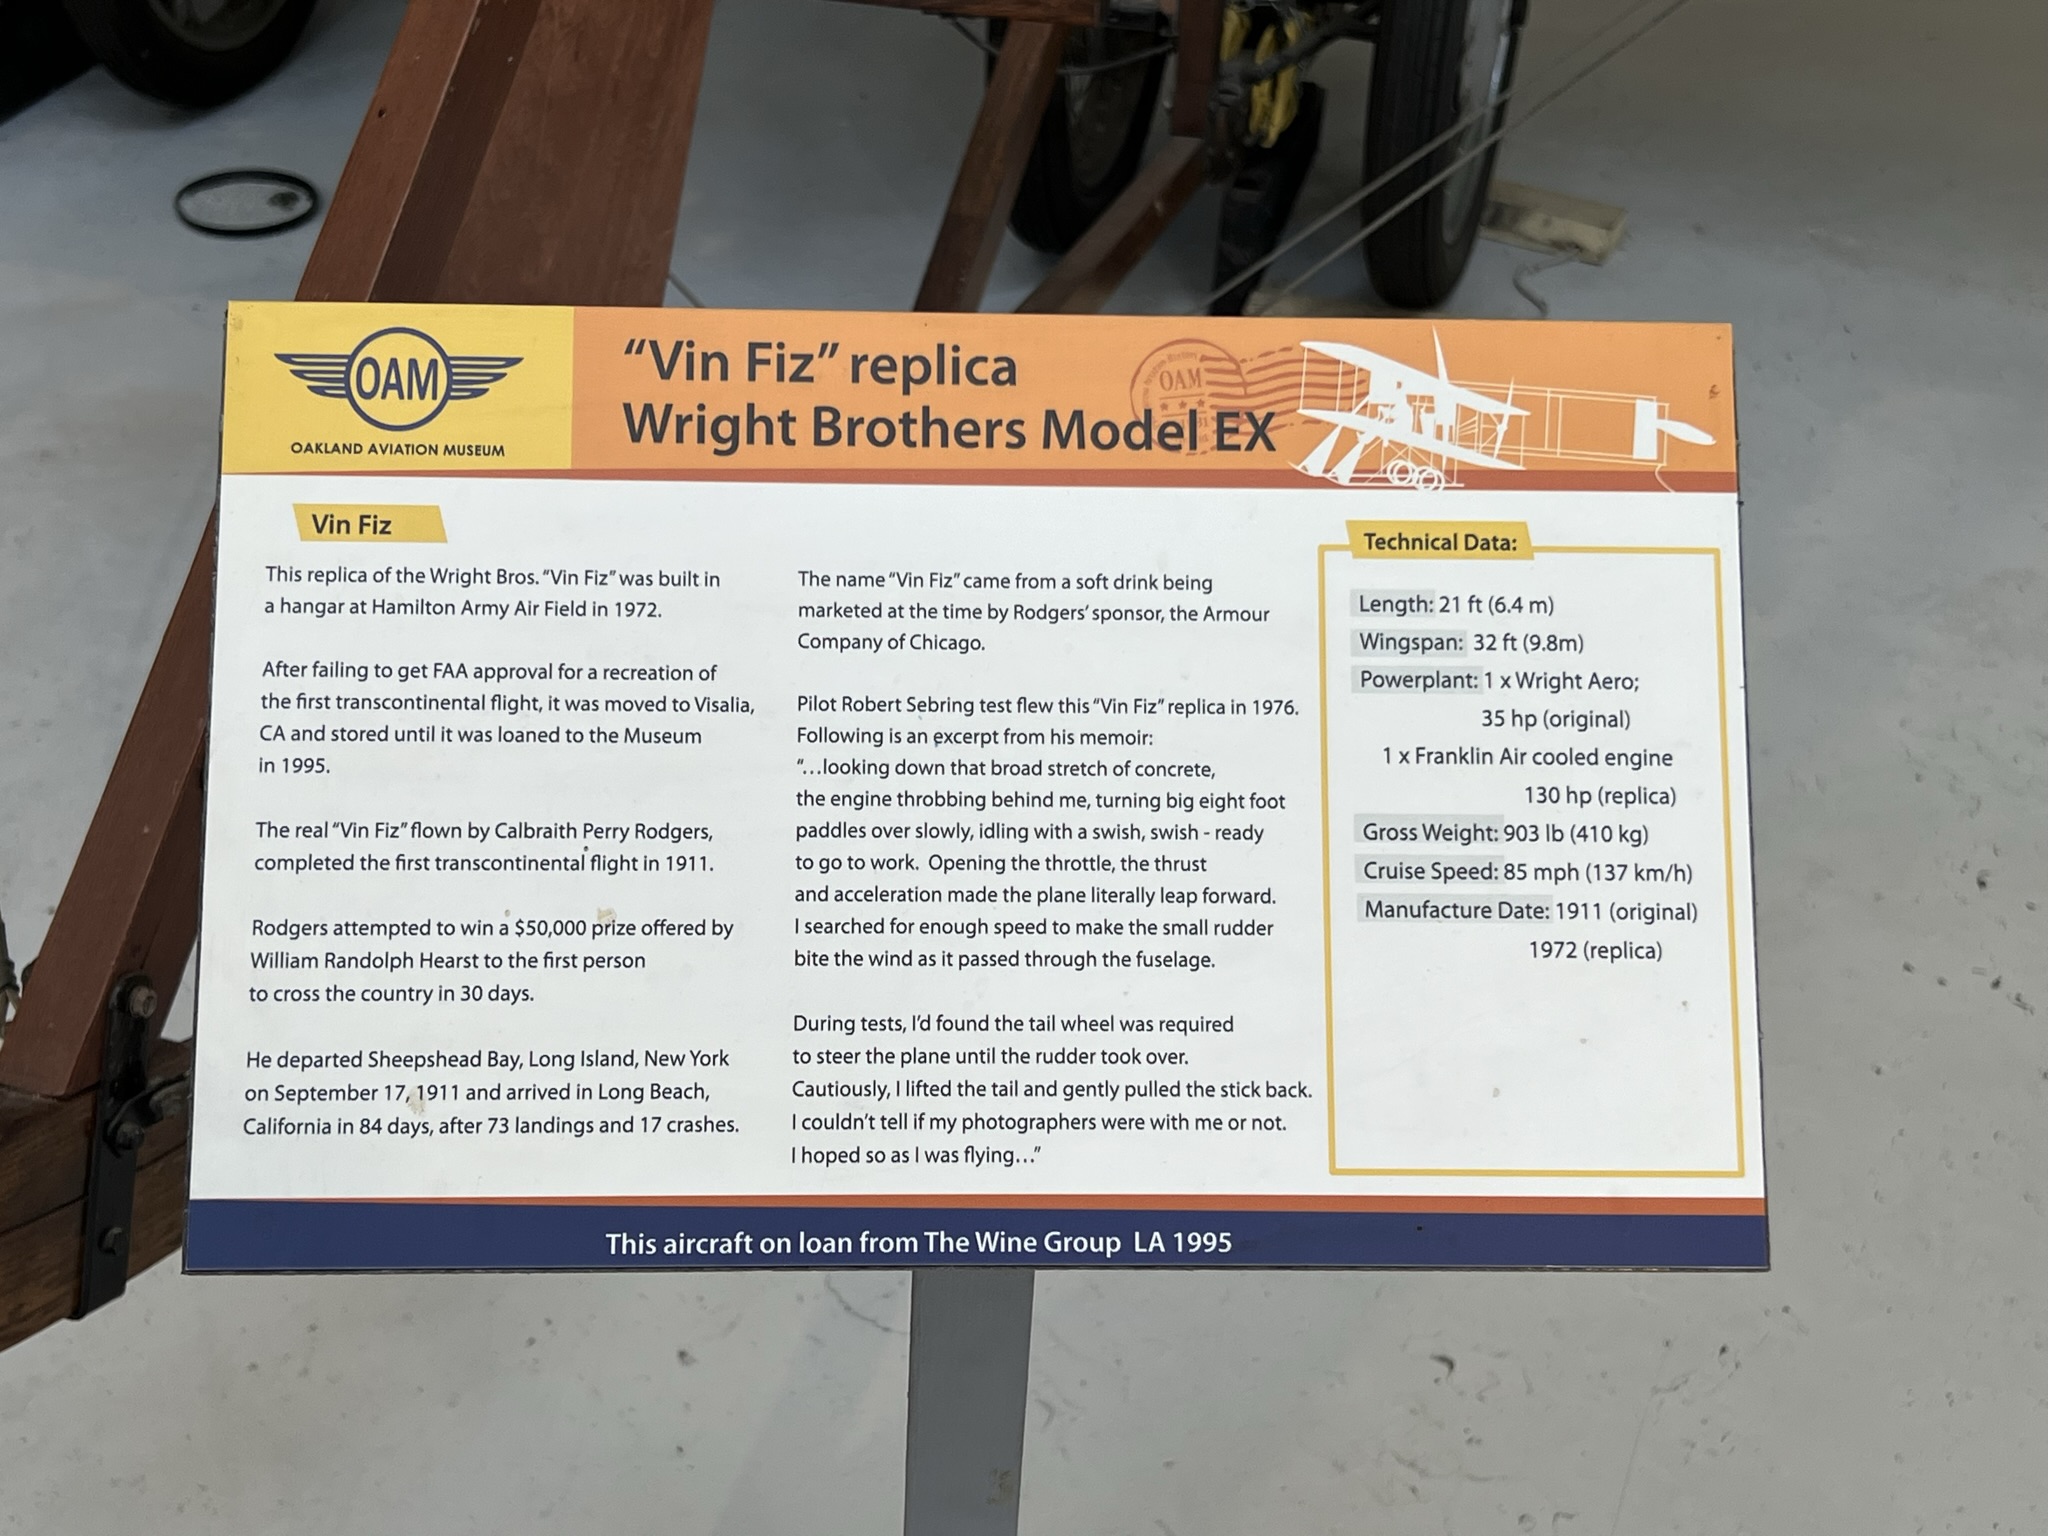 OAM
OAKLAND AVIATION MUSEUM
"Vin Fiz" replica
Wright Brothers Model EX
OAM
Vin Fiz
This replica of the Wright Bros. "Vin Fiz" was built in
a hangar at Hamilton Army Air Field in 1972.
After failing to get FAA approval for a recreation of
the first transcontinental flight, it was moved to Visalia,
CA and stored until it was loaned to the Museum
in 1995.
The real "Vin Fiz" flown by Calbraith Perry Rodgers,
completed the first transcontinental flight in 1911.
Rodgers attempted to win a $50,000 prize offered by
William Randolph Hearst to the first person
to cross the country in 30 days.
He departed Sheepshead Bay, Long Island, New York
on September 17, 1911 and arrived in Long Beach,
California in 84 days, after 73 landings and 17 crashes.
The name "Vin Fiz" came from a soft drink being
marketed at the time by Rodgers' sponsor, the Armour
Company of Chicago.
Pilot Robert Sebring test flew this "Vin Fiz" replica in 1976.
Following is an excerpt from his memoir:
"...looking down that broad stretch of concrete,
the engine throbbing behind me, turning big eight foot
paddles over slowly, idling with a swish, swish - ready
to go to work. Opening the throttle, the thrust
and acceleration made the plane literally leap forward.
I searched for enough speed to make the small rudder
bite the wind as it passed through the fuselage.
During tests, I'd found the tail wheel was required
to steer the plane until the rudder took over.
Cautiously, I lifted the tail and gently pulled the stick back.
I couldn't tell if my photographers were with me or not.
I hoped so as I was flying..."
Technical Data:
Length: 21 ft (6.4 m)
Wingspan: 32 ft (9.8m)
Powerplant: 1 x Wright Aero;
35 hp (original)
1 x Franklin Air cooled engine
130 hp (replica)
Gross Weight: 903 lb (410 kg)
Cruise Speed: 85 mph (137 km/h)
Manufacture Date: 1911 (original)
1972 (replica)
This aircraft on loan from The Wine Group LA 1995